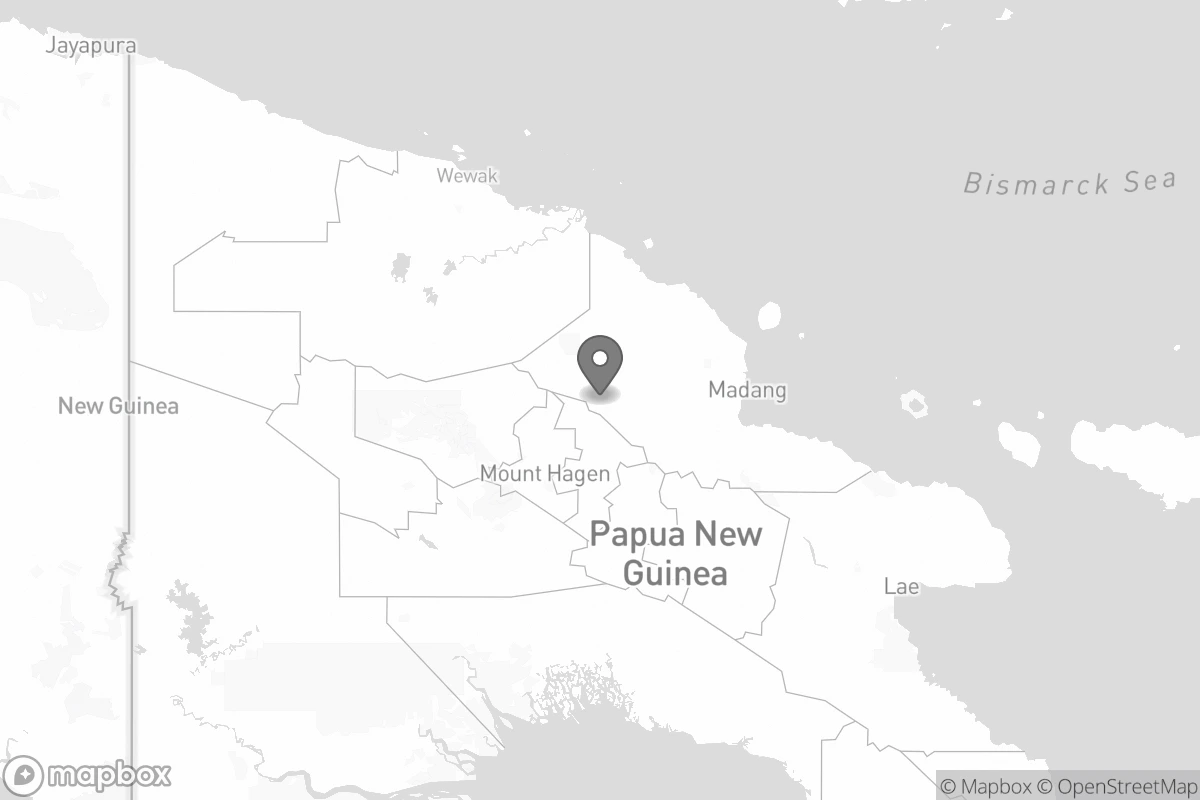 Jayapura
Wewak
Bismarck Sea
Madang
New Guinea
Mount Hagen
Papua New
Guinea
Lae
mapbox
© Mapbox © OpenStreetMap